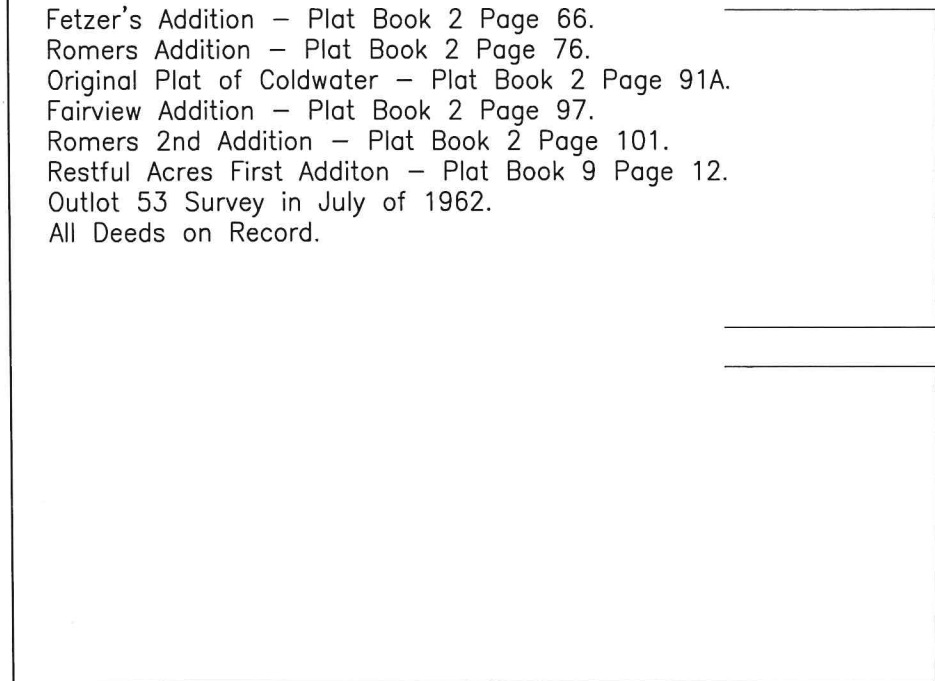 Fetzer's Addition – Plat Book 2 Page 66.
Romers Addition – Plat Book 2 Page 76.
Original Plat of Coldwater – Plat Book 2 Page 91A.
Fairview Addition – Plat Book 2 Page 97.
Romers 2nd Addition – Plat Book 2 Page 101.
Restful Acres First Additon – Plat Book 9 Page 12.
Outlot 53 Survey in July of 1962.
All Deeds on Record.